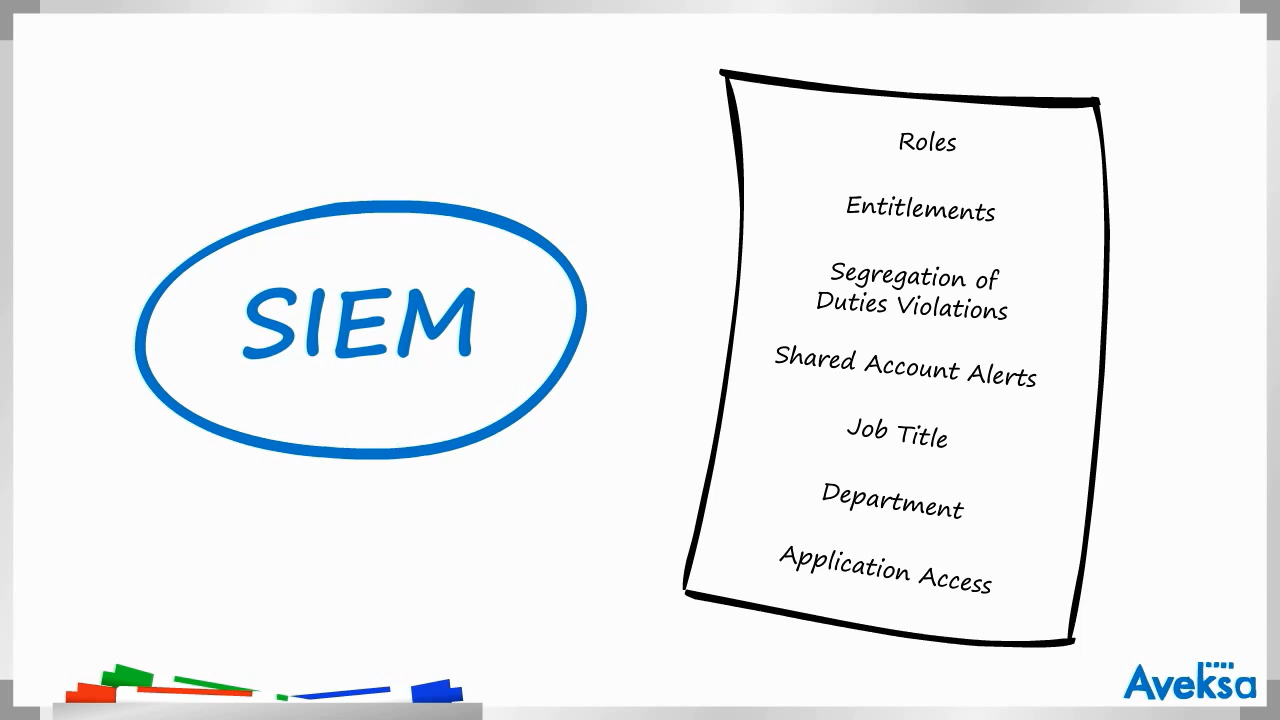 SIEM
Roles
Entitlements
Segregation of
Duties Violations
Shared Account Alerts
Job Title
Department
Application Access
Aveksa